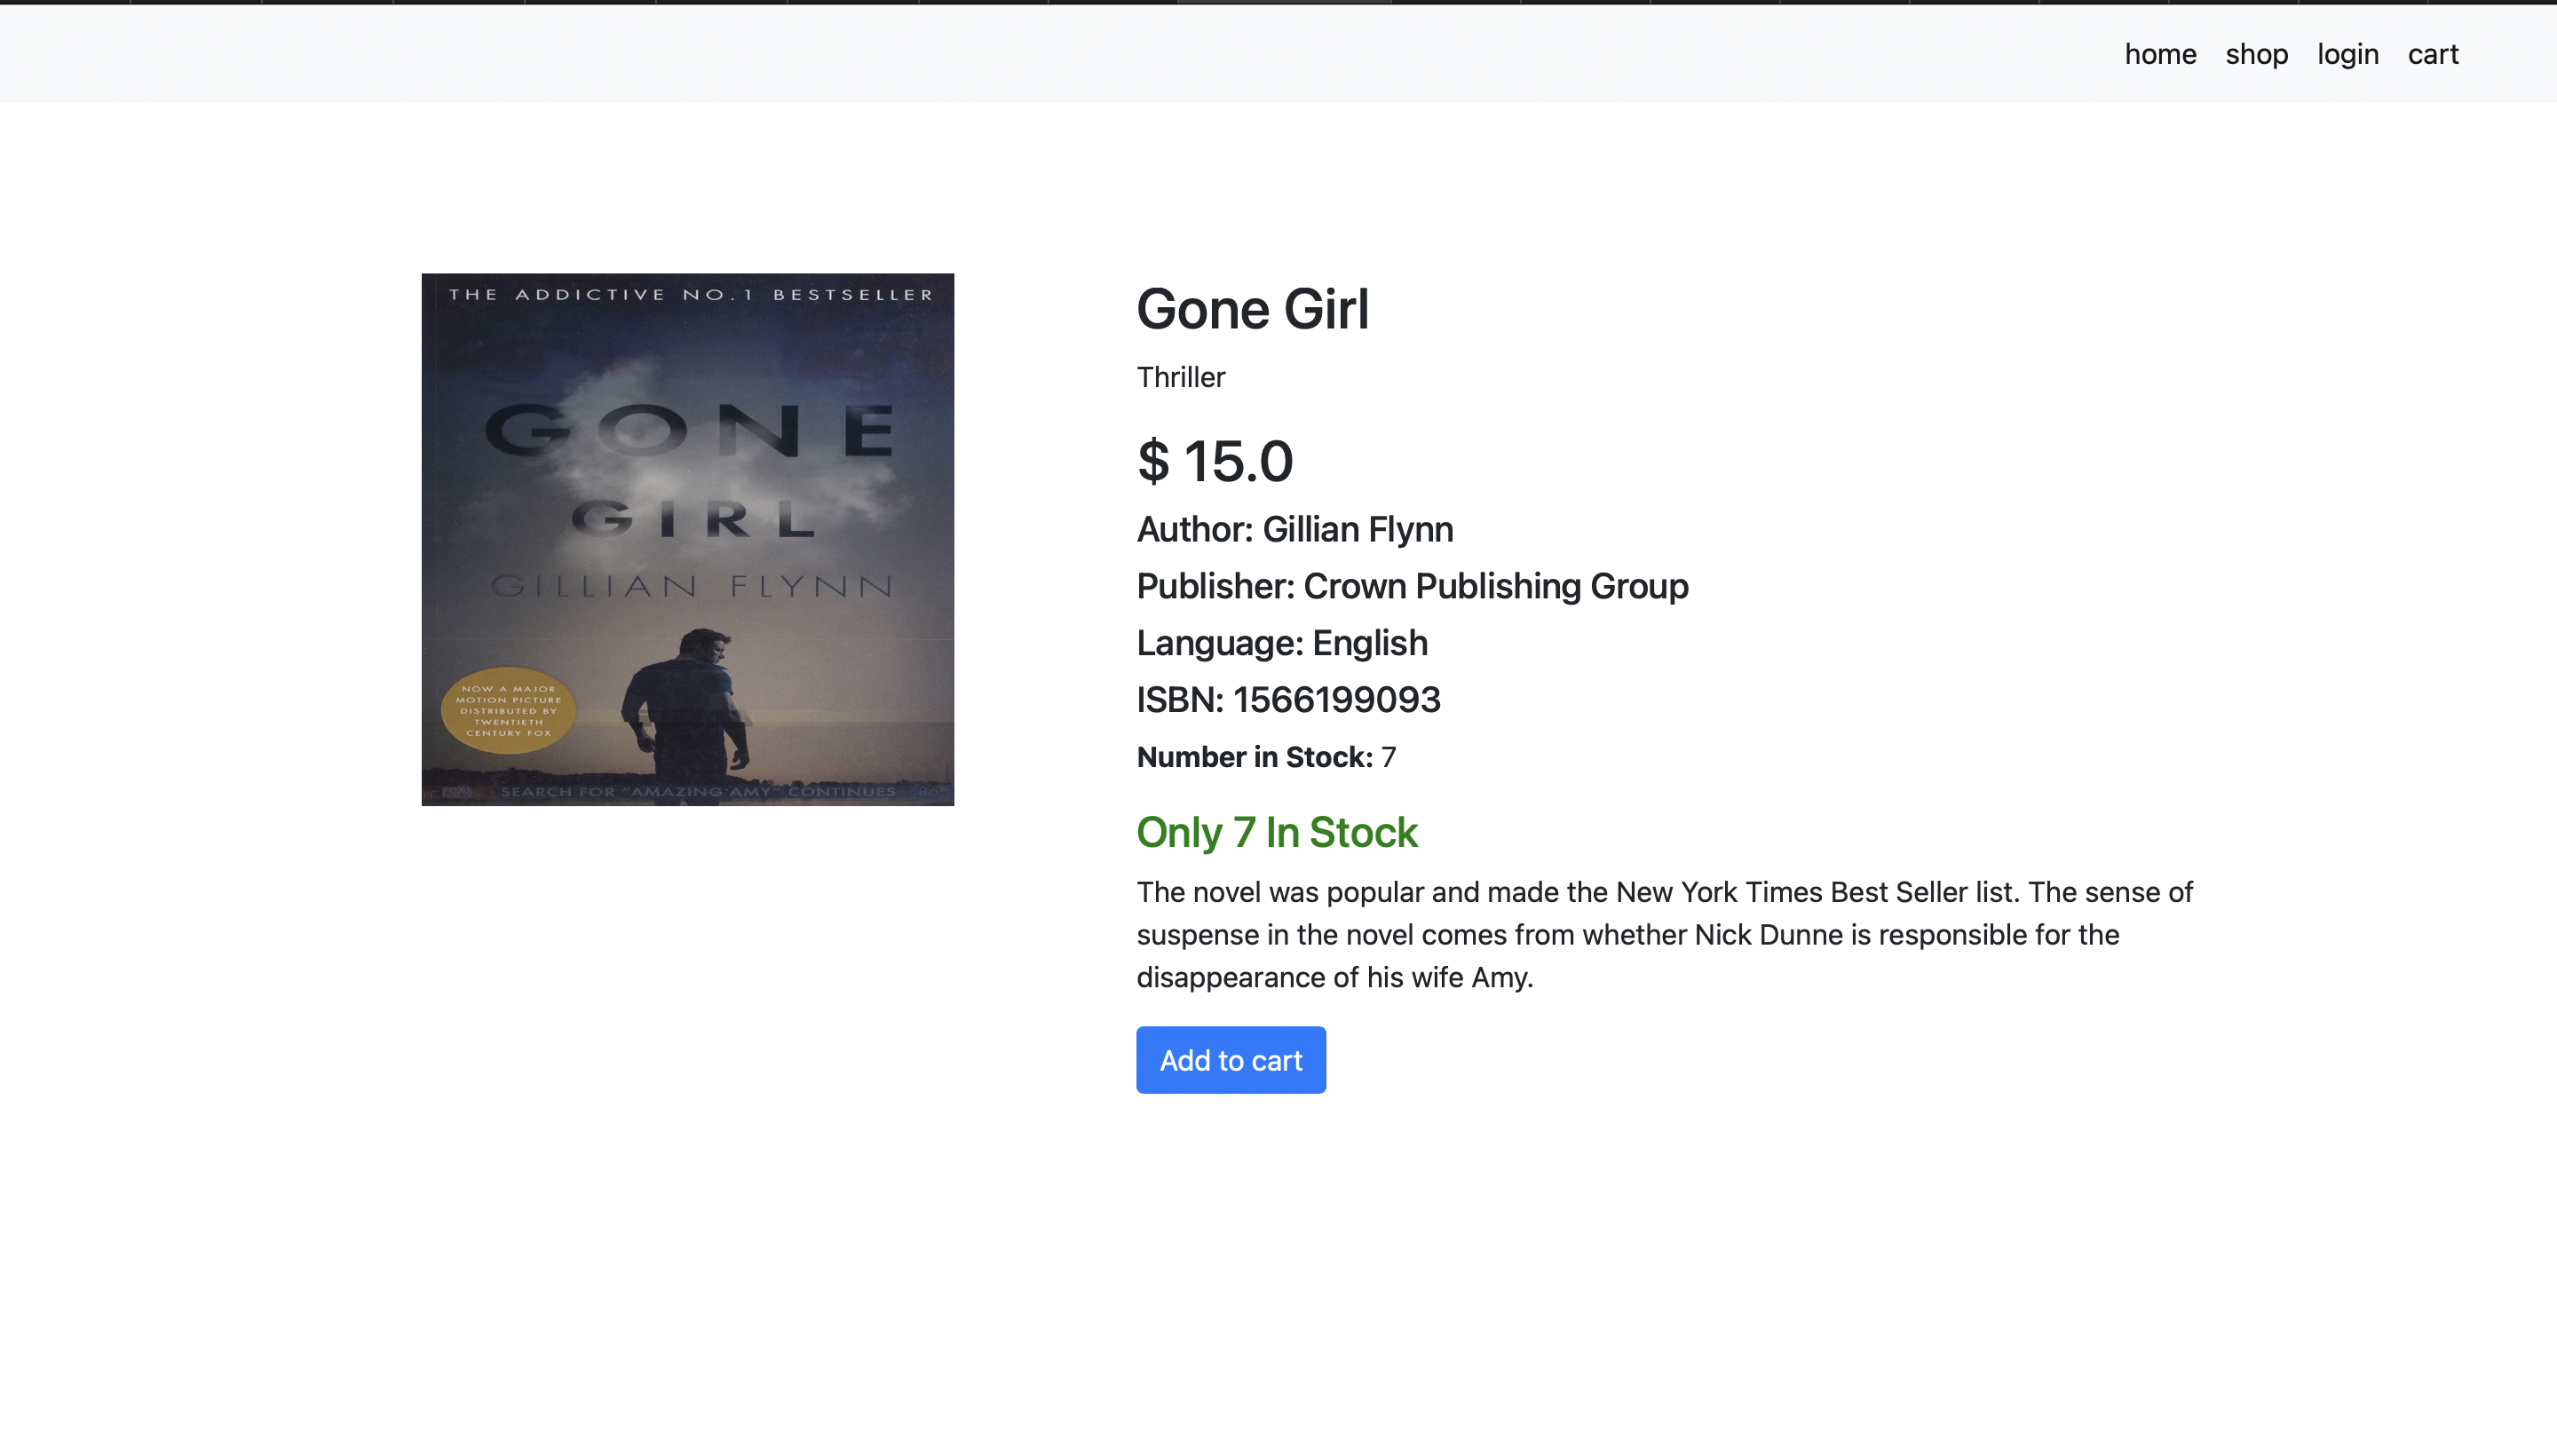 home shop login cart
THE ADDICTIVE NO.1 BESTSELLER
GONE
GIRL
GILLIAN FLYNN
NOW A MAJOR
MOTION PICTURE
DISTRIBUTED BY
TWENTIETH
CENTURY FOX
SEARCH FOR "AMAZING AMY" CONTINUES
Gone Girl
Thriller
$ 15.0
Author: Gillian Flynn
Publisher: Crown Publishing Group
Language: English
ISBN: 1566199093
Number in Stock: 7
Only 7 In Stock
The novel was popular and made the New York Times Best Seller list. The sense of
suspense in the novel comes from whether Nick Dunne is responsible for the
disappearance of his wife Amy.
Add to cart